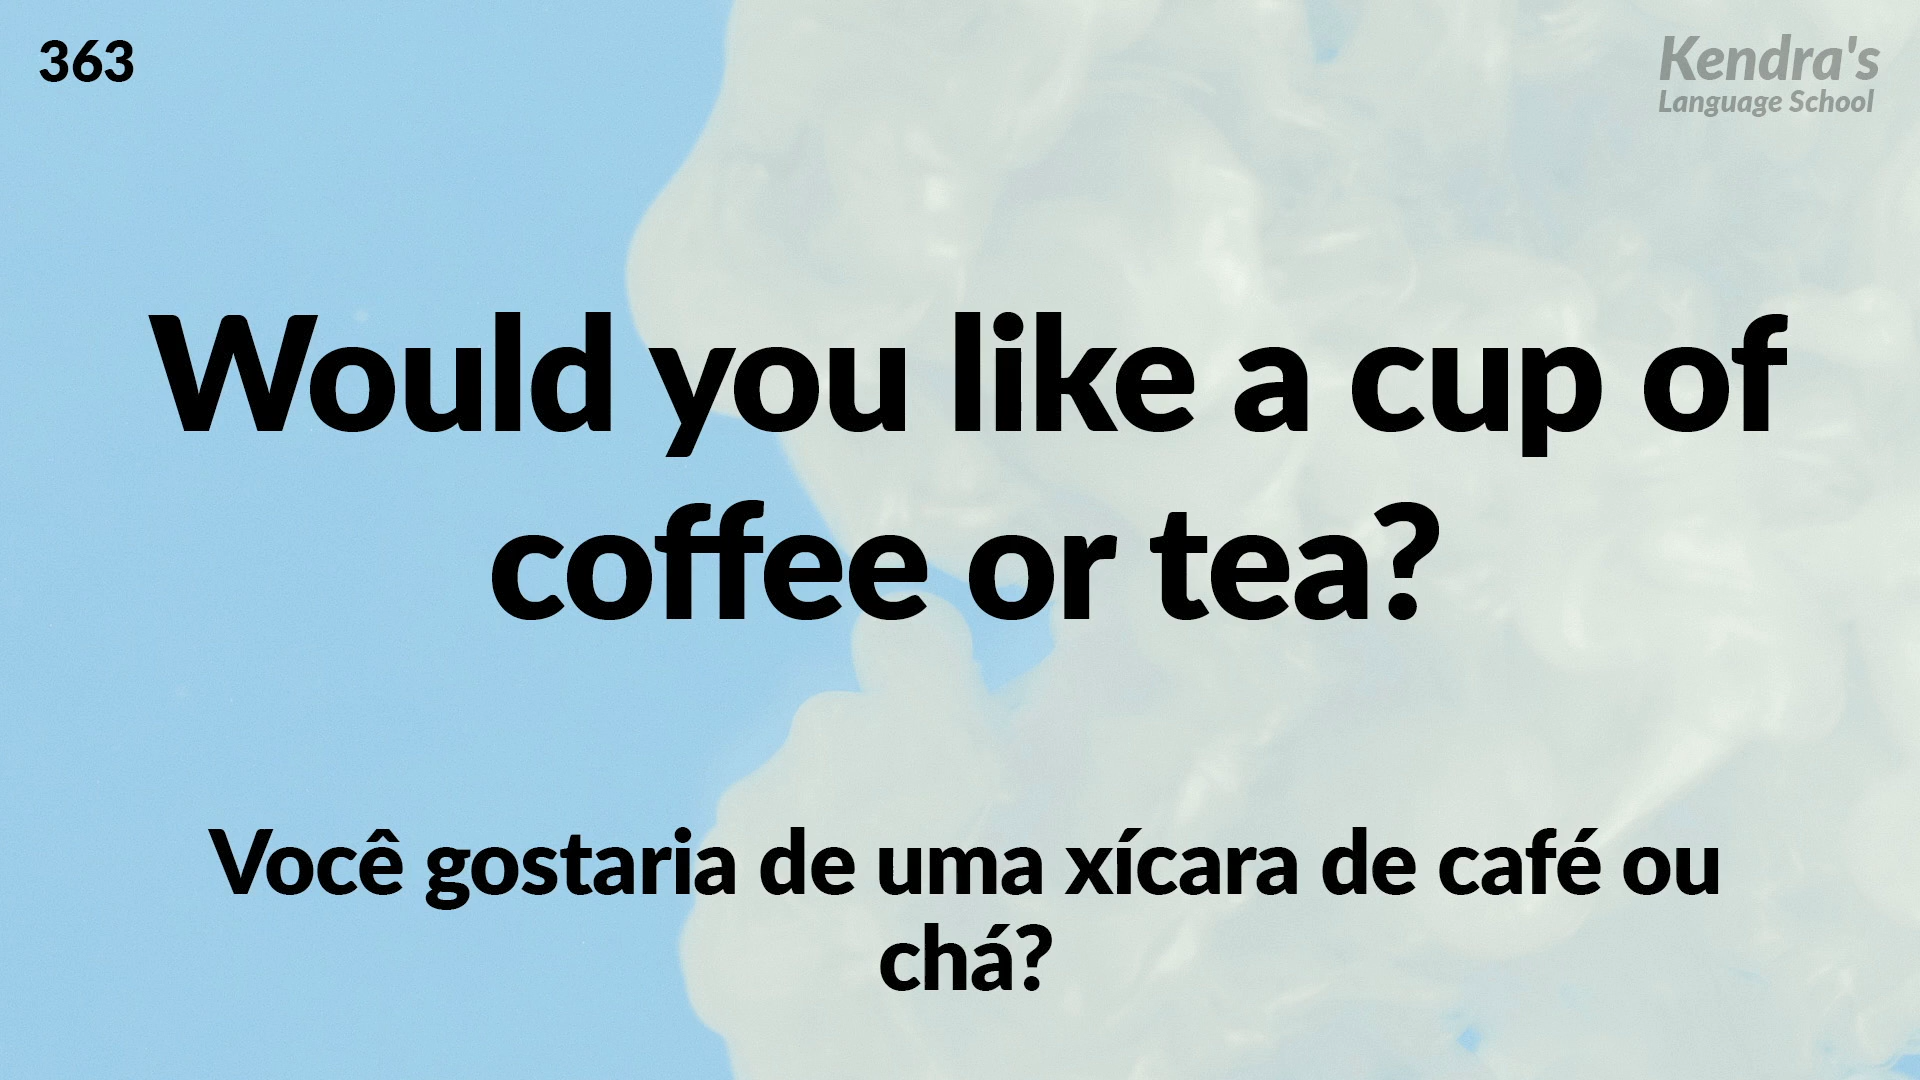 363
Kendra's
Language School
Would you like a cup of
coffee or tea?
Você gostaria de uma xícara de café ou
chá?